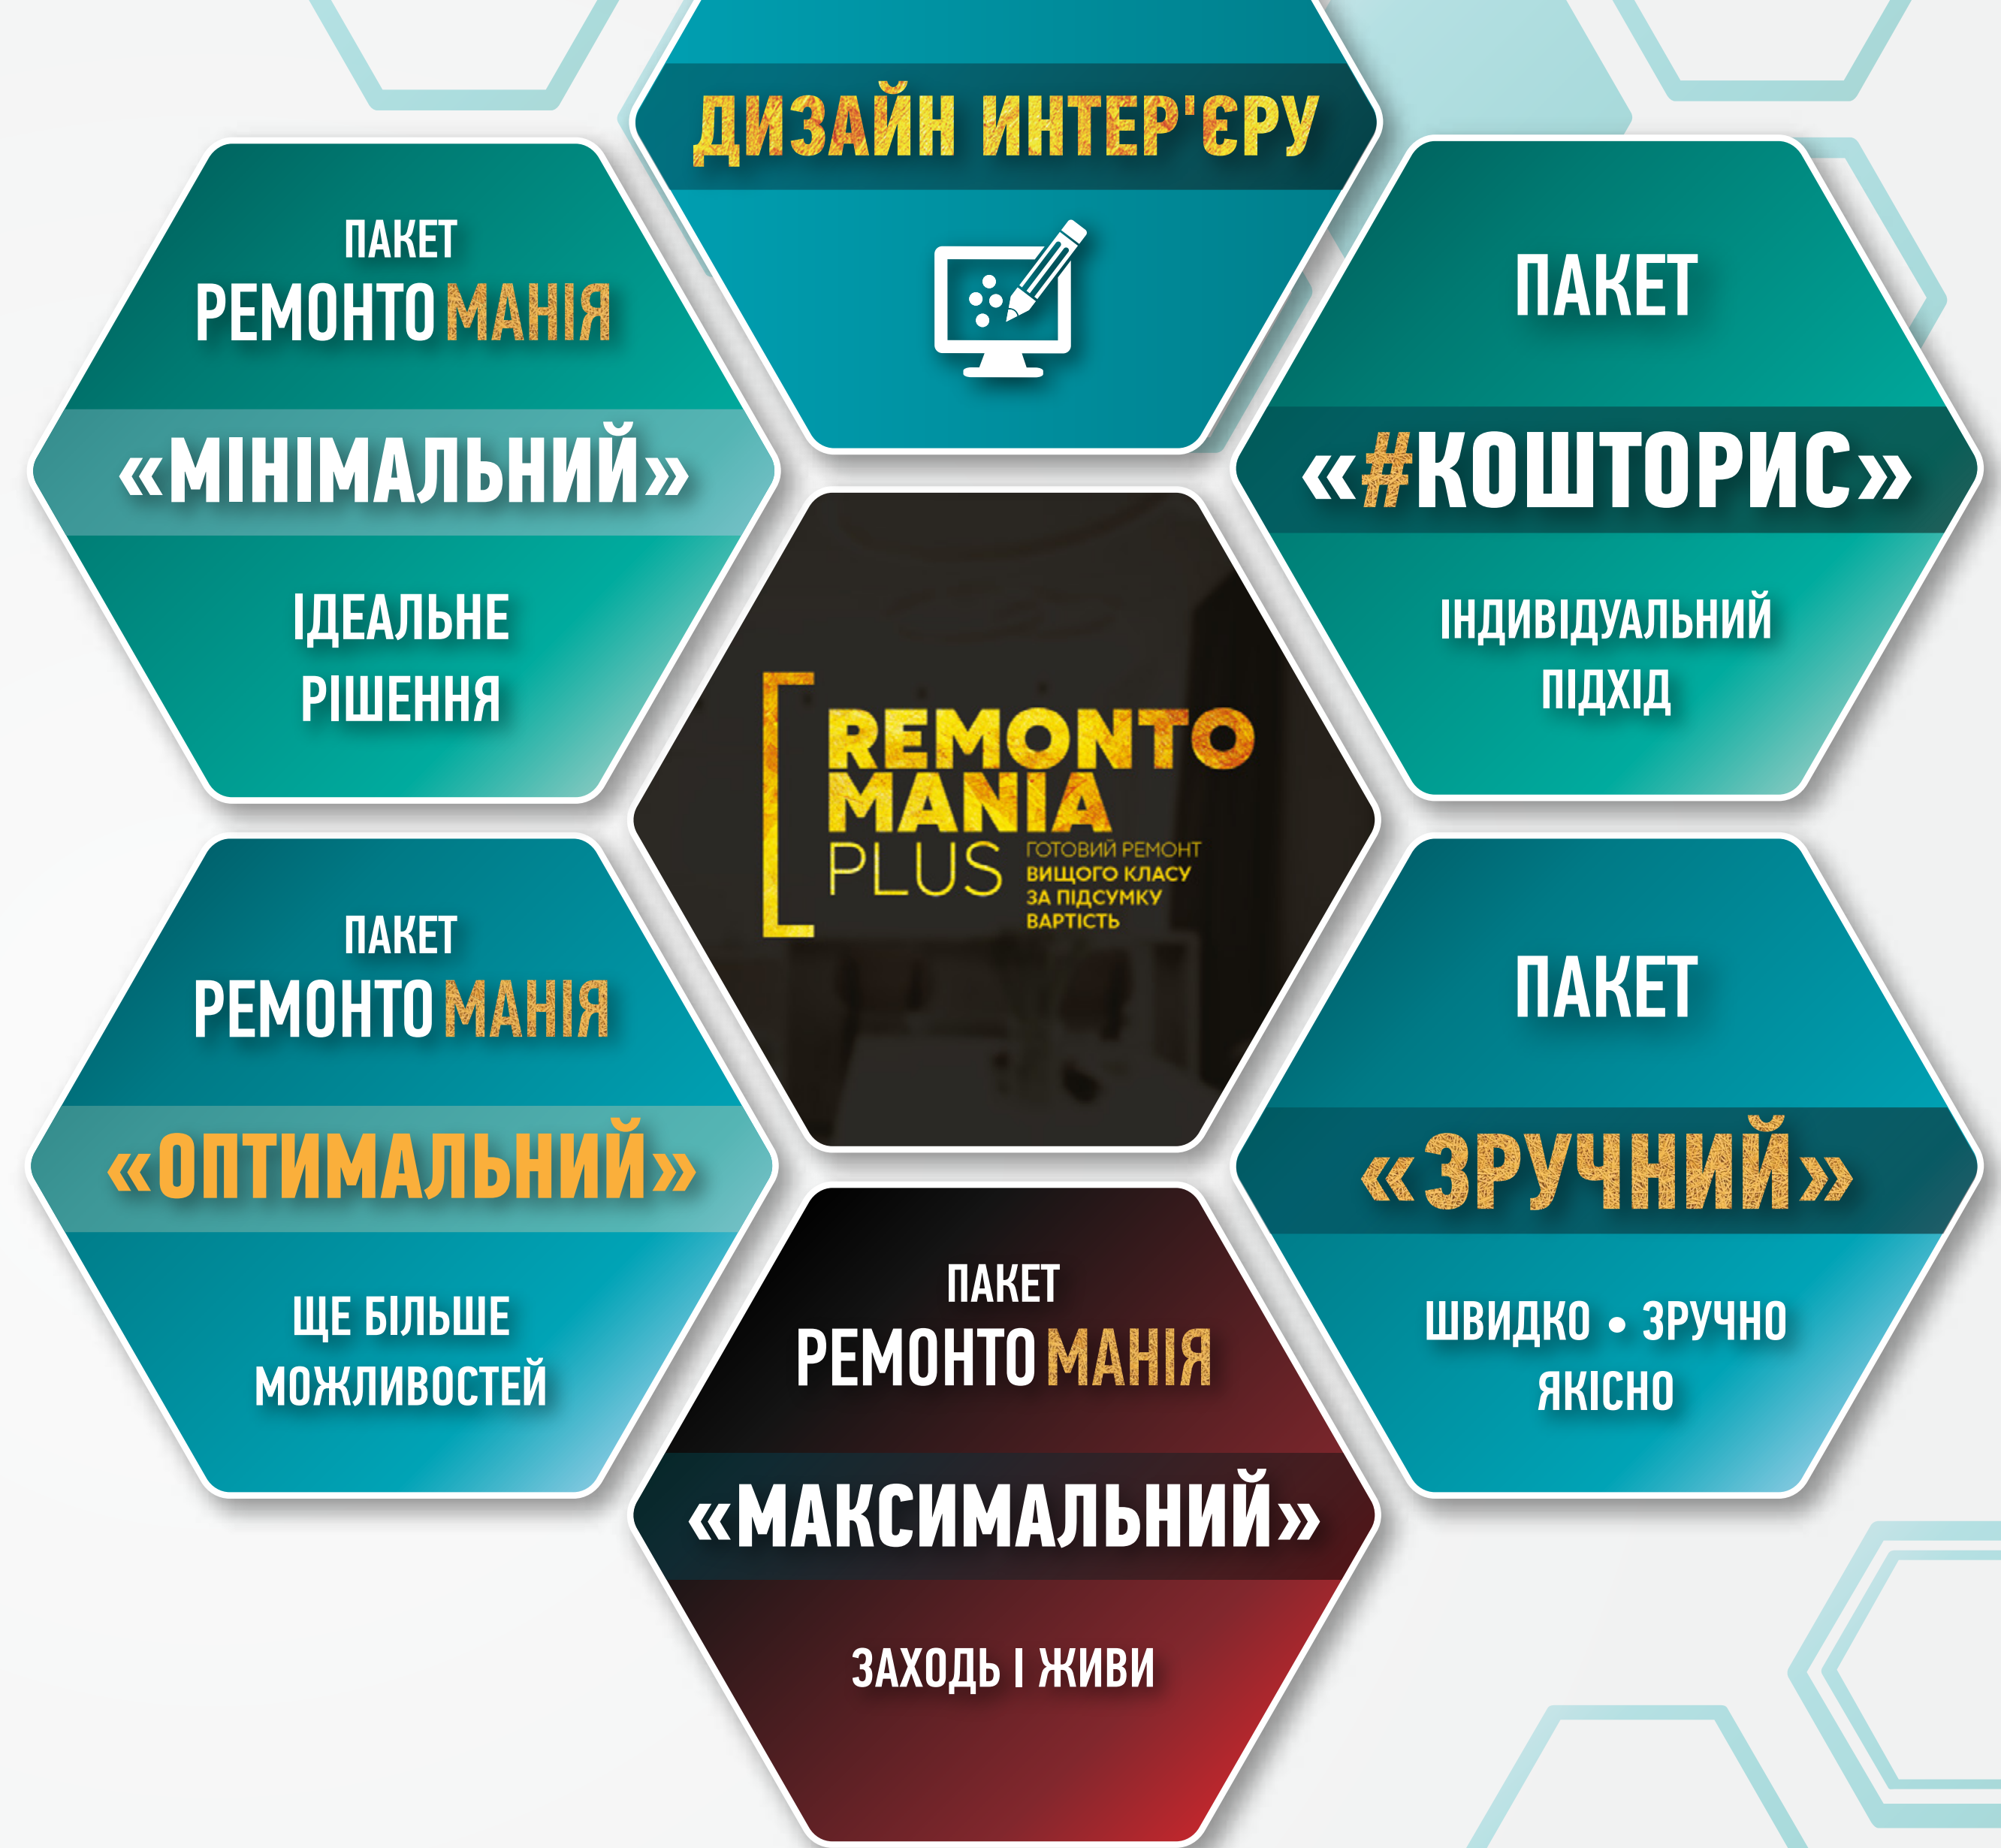 ДИЗАЙН ИНТЕР'ЄРУ
ПАКЕТ
РЕМОНТОМАНІЯ
«МІНІМАЛЬНИЙ»
ІДЕАЛЬНЕ
РІШЕННЯ
ПАКЕТ
«#КОШТОРИС»
ІНДИВІДУАЛЬНИЙ
ПІДХІД
REMONTO
MANIA
PLUS
ГОТОВИЙ РЕМОНТ
ВИЩОГО КЛАСУ
ЗА ПІДСУМКУ
ВАРТІСТЬ
ПАКЕТ
РЕМОНТОМАНІЯ
«ОПТИМАЛЬНИЙ»
ЩЕ БІЛЬШЕ
МОЖЛИВОСТЕЙ
ПАКЕТ
«ЗРУЧНИЙ»
ШВИДКО • ЗРУЧНО
ЯКІСНО
ПАКЕТ
РЕМОНТОМАНІЯ
«МАКСИМАЛЬНИЙ»
ЗАХОДЬ І ЖИВИ